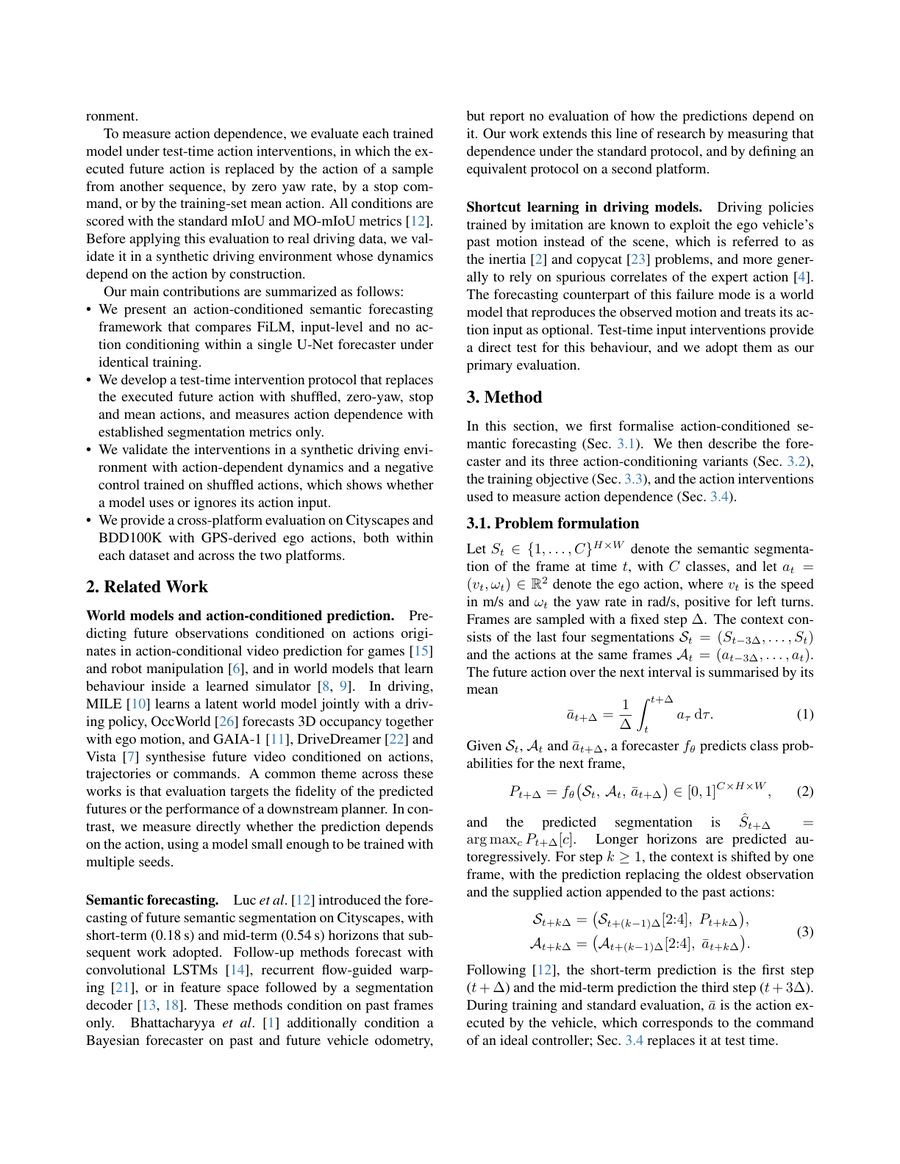 ronment.
To measure action dependence, we evaluate each trained
model under test-time action interventions, in which the ex-
ecuted future action is replaced by the action of a sample
from another sequence, by zero yaw rate, by a stop com-
mand, or by the training-set mean action. All conditions are
scored with the standard mIoU and MO-mIoU metrics [12].
Before applying this evaluation to real driving data, we val-
idate it in a synthetic driving environment whose dynamics
depend on the action by construction.
Our main contributions are summarized as follows:
• We present an action-conditioned semantic forecasting
framework that compares FiLM, input-level and no ac-
tion conditioning within a single U-Net forecaster under
identical training.
• We develop a test-time intervention protocol that replaces
the executed future action with shuffled, zero-yaw, stop
and mean actions, and measures action dependence with
established segmentation metrics only.
• We validate the interventions in a synthetic driving envi-
ronment with action-dependent dynamics and a negative
control trained on shuffled actions, which shows whether
a model uses or ignores its action input.
• We provide a cross-platform evaluation on Cityscapes and
BDD100K with GPS-derived ego actions, both within
each dataset and across the two platforms.
2. Related Work
World models and action-conditioned prediction. Pre-
dicting future observations conditioned on actions origi-
nates in action-conditional video prediction for games [15]
and robot manipulation [6], and in world models that learn
behaviour inside a learned simulator [8, 9]. In driving,
MILE [10] learns a latent world model jointly with a driv-
ing policy, OccWorld [26] forecasts 3D occupancy together
with ego motion, and GAIA-1 [11], DriveDreamer [22] and
Vista [7] synthesise future video conditioned on actions,
trajectories or commands. A common theme across these
works is that evaluation targets the fidelity of the predicted
futures or the performance of a downstream planner. In con-
trast, we measure directly whether the prediction depends
on the action, using a model small enough to be trained with
multiple seeds.
Semantic forecasting. Luc et al. [12] introduced the fore-
casting of future semantic segmentation on Cityscapes, with
short-term (0.18 s) and mid-term (0.54 s) horizons that sub-
sequent work adopted. Follow-up methods forecast with
convolutional LSTMs [14], recurrent flow-guided warp-
ing [21], or in feature space followed by a segmentation
decoder [13, 18]. These methods condition on past frames
only. Bhattacharyya et al. [1] additionally condition a
Bayesian forecaster on past and future vehicle odometry,
but report no evaluation of how the predictions depend on
it. Our work extends this line of research by measuring that
dependence under the standard protocol, and by defining an
equivalent protocol on a second platform.
Shortcut learning in driving models. Driving policies
trained by imitation are known to exploit the ego vehicle's
past motion instead of the scene, which is referred to as
the inertia [2] and copycat [23] problems, and more gener-
ally to rely on spurious correlates of the expert action [4].
The forecasting counterpart of this failure mode is a world
model that reproduces the observed motion and treats its ac-
tion input as optional. Test-time input interventions provide
a direct test for this behaviour, and we adopt them as our
primary evaluation.
3. Method
In this section, we first formalise action-conditioned se-
mantic forecasting (Sec. 3.1). We then describe the fore-
caster and its three action-conditioning variants (Sec. 3.2),
the training objective (Sec. 3.3), and the action interventions
used to measure action dependence (Sec. 3.4).
3.1. Problem formulation
Let S_t ∈ {1, . . . , C}^{H×W} denote the semantic segmenta-
tion of the frame at time t, with C classes, and let a_t =
(v_t, ω_t) ∈ ℝ² denote the ego action, where v_t is the speed
in m/s and ω_t the yaw rate in rad/s, positive for left turns.
Frames are sampled with a fixed step Δ. The context con-
sists of the last four segmentations 𝒮_t = (S_{t−3Δ}, . . . , S_t)
and the actions at the same frames 𝒜_t = (a_{t−3Δ}, . . . , a_t).
The future action over the next interval is summarised by its
mean
ā_{t+Δ} = 1/Δ ∫_t^{t+Δ} a_τ dτ. (1)
Given 𝒮_t, 𝒜_t and ā_{t+Δ}, a forecaster f_θ predicts class prob-
abilities for the next frame,
P_{t+Δ} = f_θ(𝒮_t, 𝒜_t, ā_{t+Δ}) ∈ [0, 1]^{C×H×W}, (2)
and the predicted segmentation is Ŝ_{t+Δ} =
arg max_c P_{t+Δ}[c]. Longer horizons are predicted au-
toregressively. For step k ≥ 1, the context is shifted by one
frame, with the prediction replacing the oldest observation
and the supplied action appended to the past actions:
𝒮_{t+kΔ} = (𝒮_{t+(k−1)Δ}[2:4], P_{t+kΔ}),
𝒜_{t+kΔ} = (𝒜_{t+(k−1)Δ}[2:4], ā_{t+kΔ}). (3)
Following [12], the short-term prediction is the first step
(t + Δ) and the mid-term prediction the third step (t + 3Δ).
During training and standard evaluation, ā is the action ex-
ecuted by the vehicle, which corresponds to the command
of an ideal controller; Sec. 3.4 replaces it at test time.